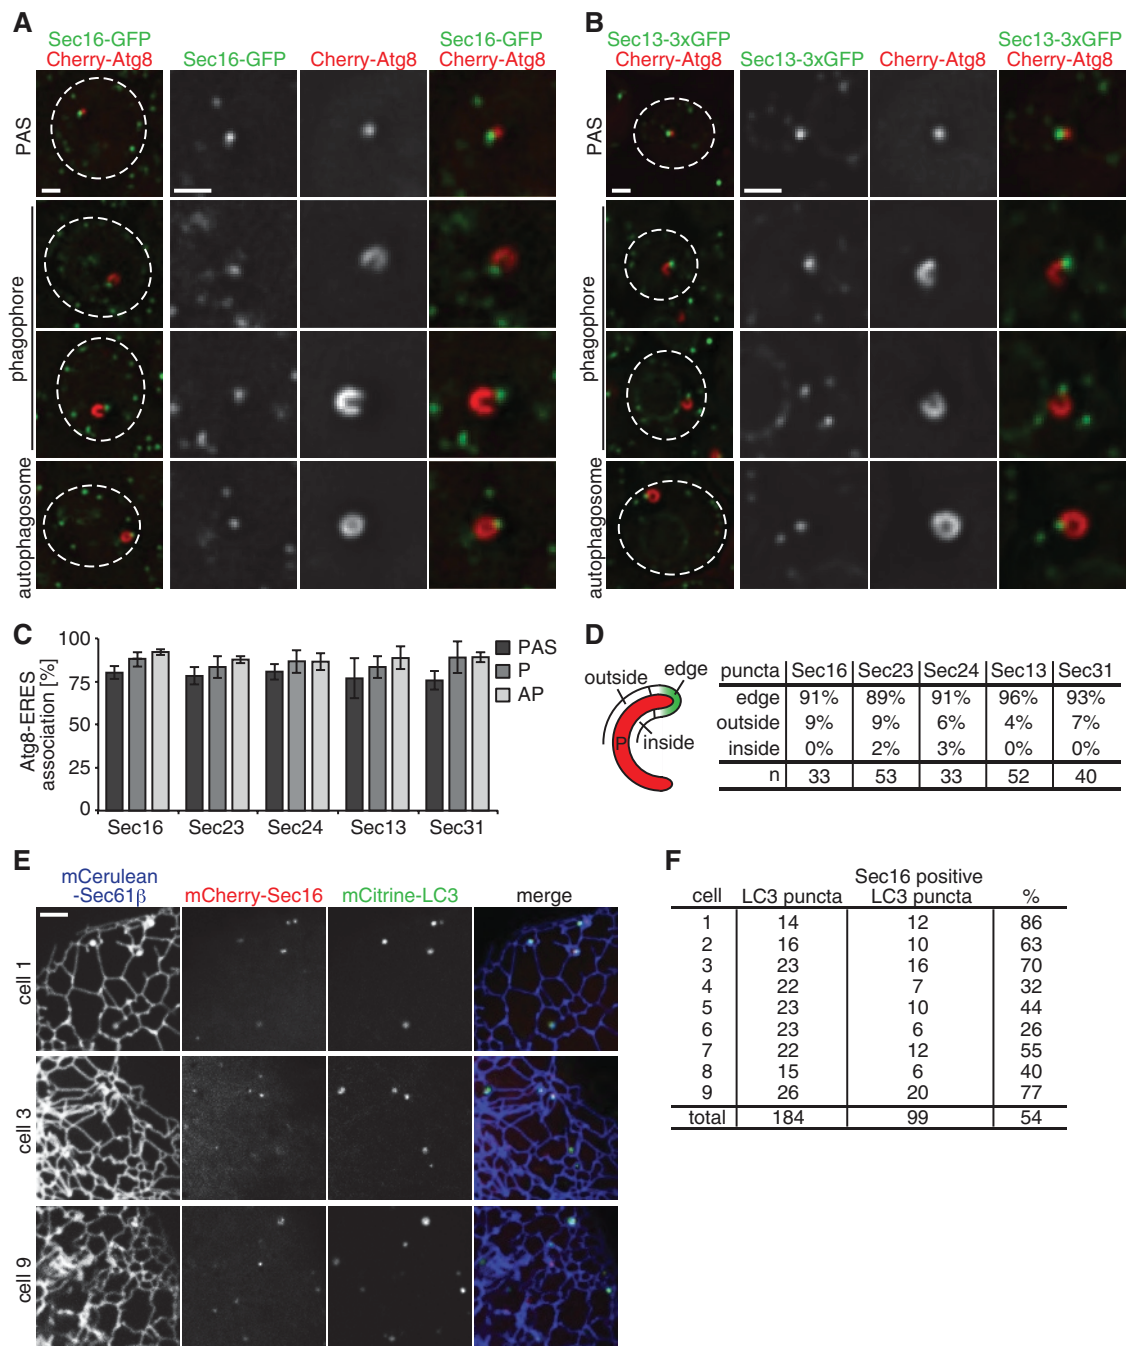 A
Sec16-GFP
Cherry-Atg8
Sec16-GFP
Cherry-Atg8
Sec16-GFP
Cherry-Atg8
PAS
phagophore
autophagosome
B
Sec13-3xGFP
Cherry-Atg8
Sec13-3xGFP
Cherry-Atg8
Sec13-3xGFP
Cherry-Atg8
PAS
phagophore
autophagosome
C
Atg8-ERES
association [%]
100
75
50
25
0
Sec16 Sec23 Sec24 Sec13 Sec31
PAS
P
AP
D
outside
edge
inside
P
puncta Sec16 Sec23 Sec24 Sec13 Sec31
edge 91% 89% 91% 96% 93%
outside 9% 9% 6% 4% 7%
inside 0% 2% 3% 0% 0%
n 33 53 33 52 40
E
mCerulean
-Sec61β
mCherry-Sec16
mCitrine-LC3
merge
cell 1
cell 3
cell 9
F
cell LC3 puncta Sec16 positive LC3 puncta %
1 14 12 86
2 16 10 63
3 23 16 70
4 22 7 32
5 23 10 44
6 23 6 26
7 22 12 55
8 15 6 40
9 26 20 77
total 184 99 54